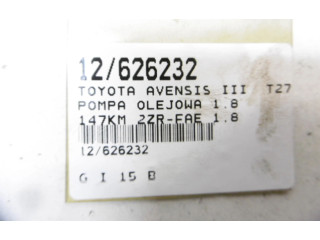 12/626232
TOYOTA AVENSIS III T27
POMPA OLEJOWA 1.8
147KM 2ZR-FAE 1.8
12/626232
G I 15 B